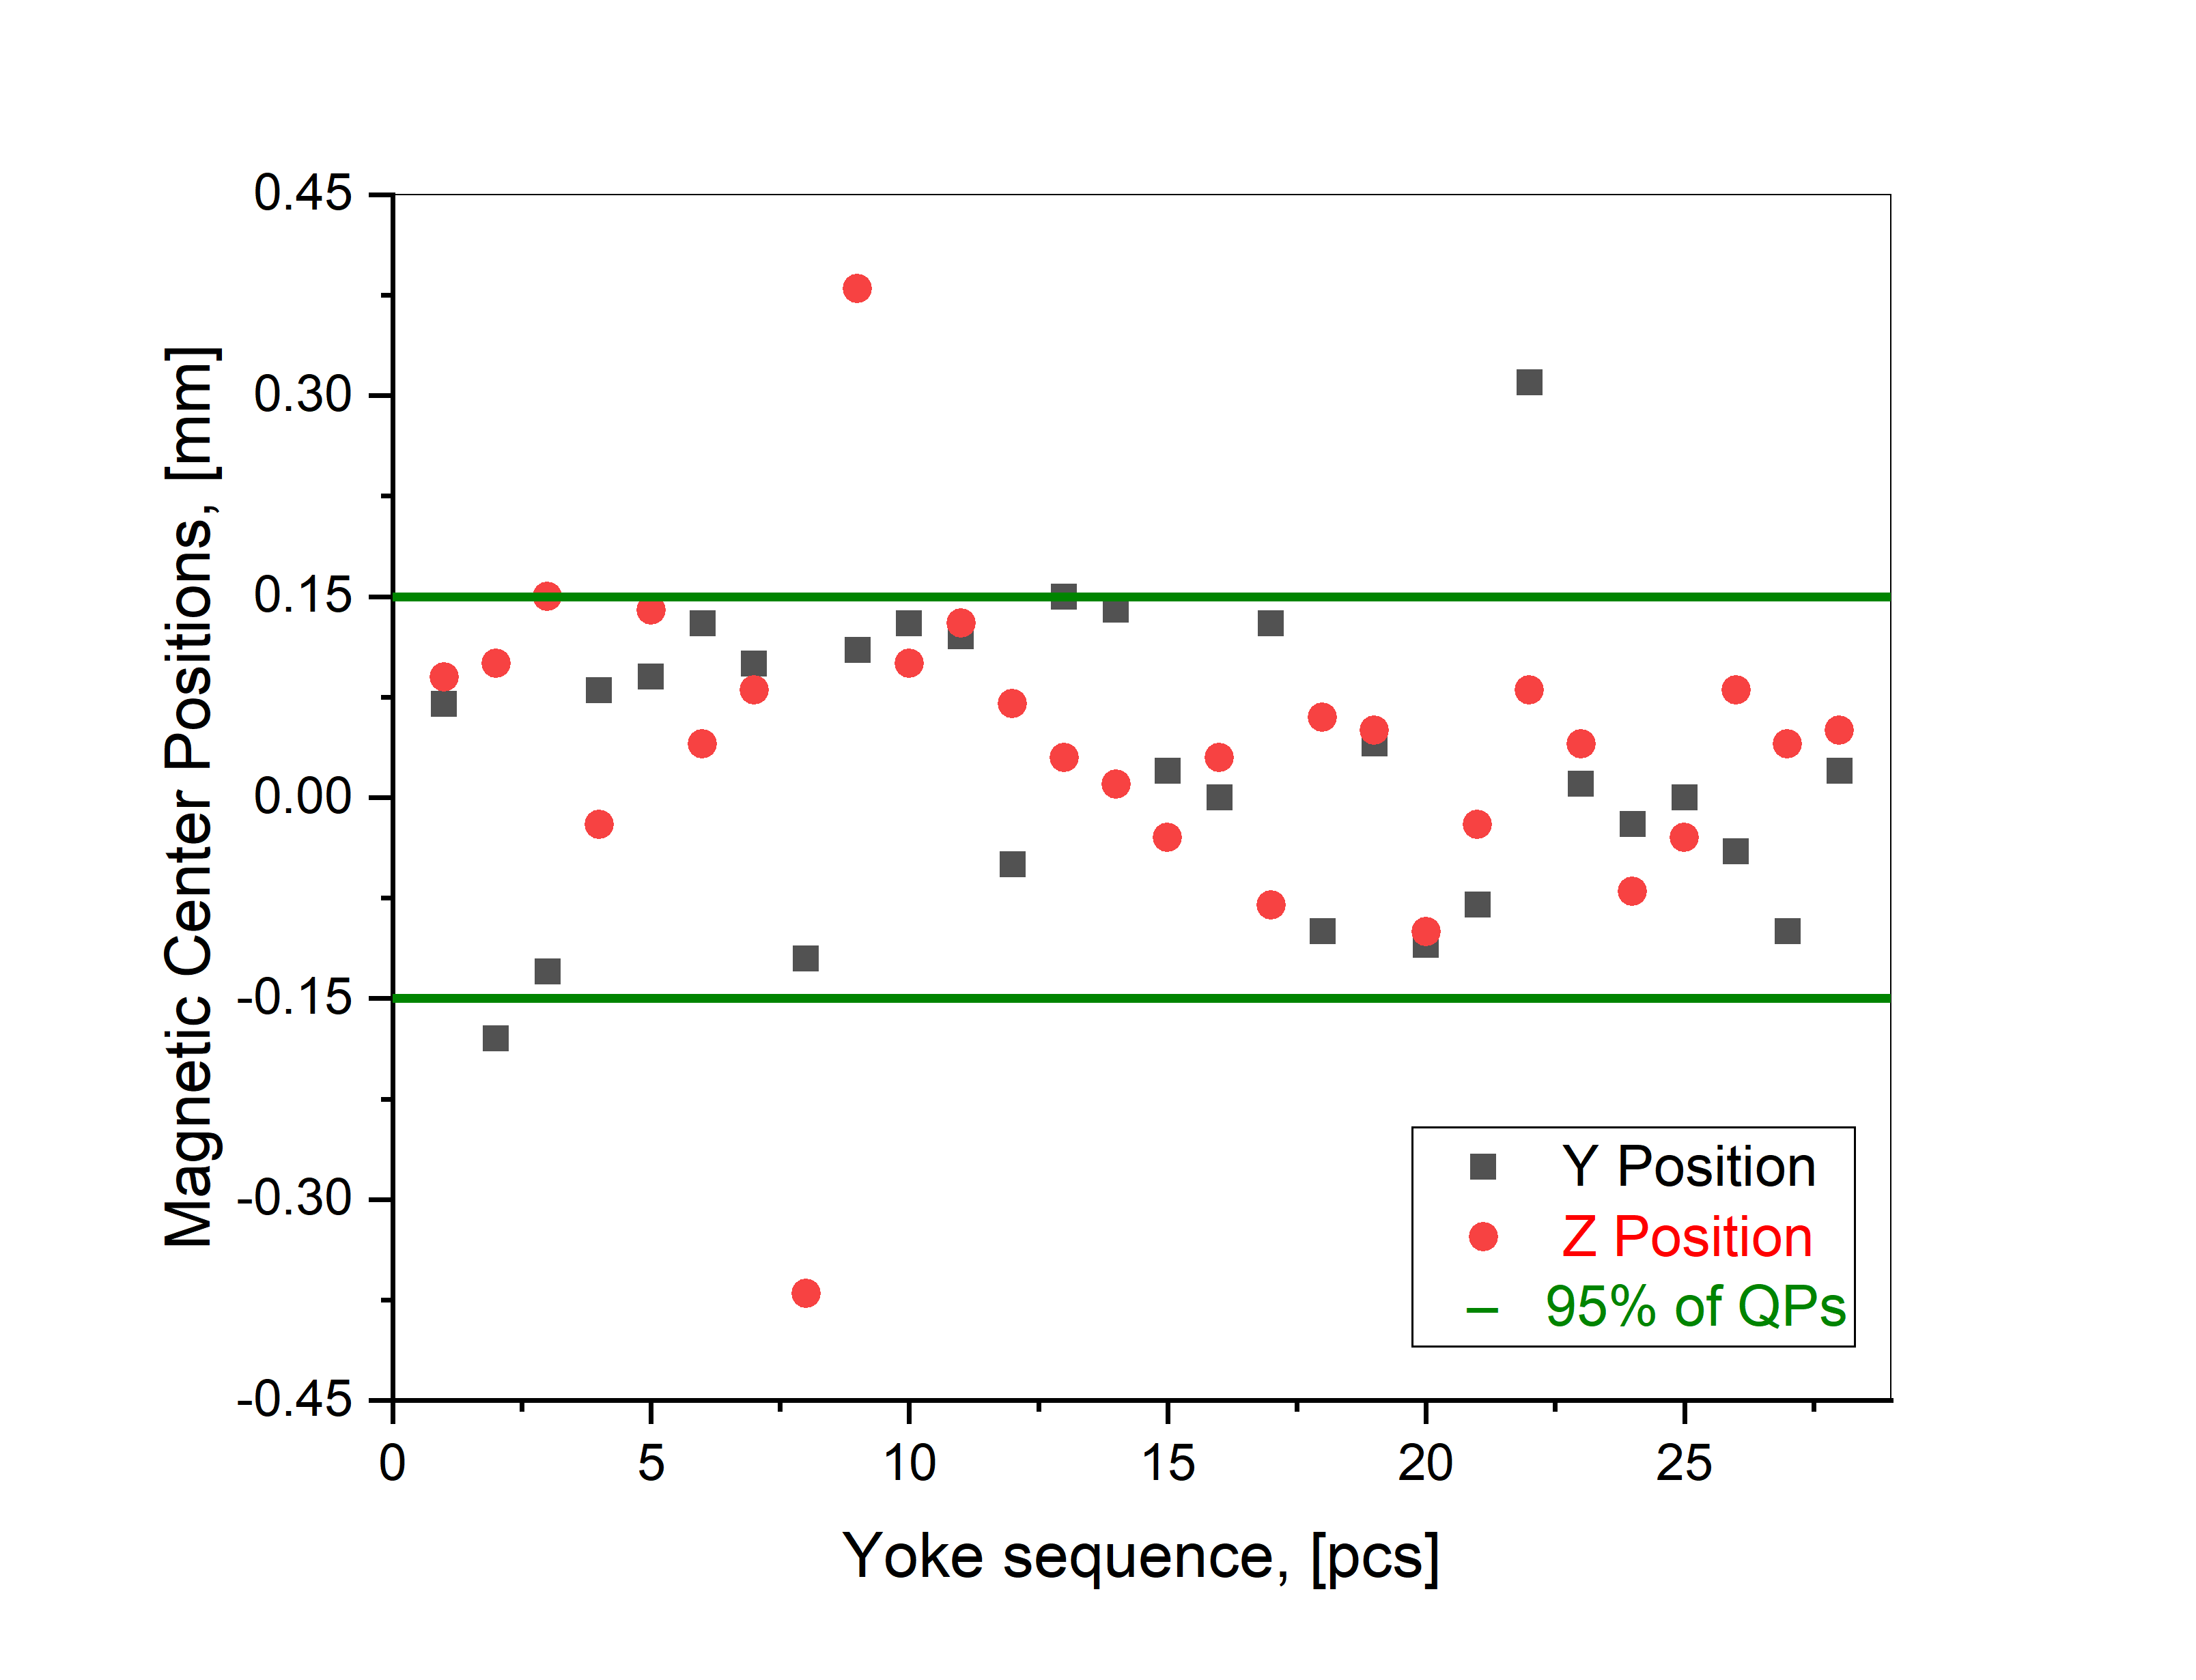 0.45
0.30
0.15
0.00
-0.15
-0.30
-0.45
Magnetic Center Positions, [mm]
Y Position
Z Position
95% of QPs
0 5 10 15 20 25
Yoke sequence, [pcs]